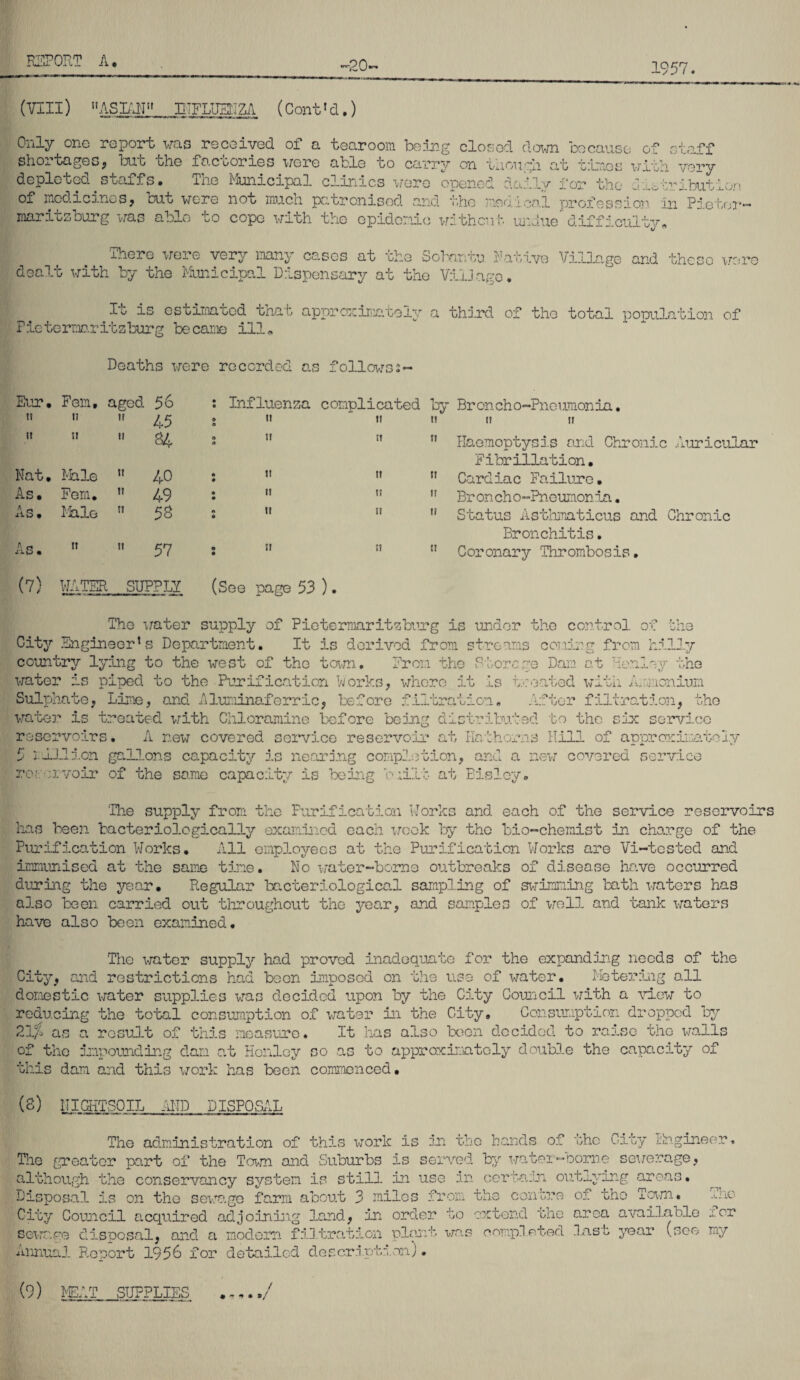 REPORT A.
-20-
1957.
(VIII) "ASIAN" INFLUENZA (Cont'd.)
Only one report was received of a tearoom being closed down because of staff
shortages, but the factories were able to carry on though at times with very
depleted staffs. The Municipal clinics were opened daily for the distribution
of medicines, but were not much patronised and the medical profession in Pieter-
maritzburg was able to cope with the epidemic without undue difficulty.
There were very many cases at the Sobantu Native Village and these were
dealt with by the Municipal Dispensary at the Village.
It is estimated that approximately a third of the total population of
Pietermaritzburg became ill.
Deaths were recorded as follows:-
Eur. Fem. aged 56 : Influenza complicated by Broncho-Pneumonia.
" " " 45 : " " " " "
" " " 84 : " " " Haemoptysis and Chronic Auricular
Fibrillation.
Nat. Male " 40 : " " " Cardiac Failure.
As. Fem. " 49 : " " " Broncho-Pneumonia.
As. Male " 58 : " " " Status Asthmaticus and Chronic
Bronchitis.
As. " " 57 : " " " Coronary Thrombosis.
(7) WATER SUPPLY (See page 53 ).
The water supply of Pietermaritzburg is under the control of the
City Engineer's Department. It is derived from streams coming from hilly
country lying to the west of the town. From the Storage Dam at Henley the
water is piped to the Purification Works, where it is treated with Ammonium
Sulphate, Lime, and Aluminaferric, before filtration. After filtration, the
water is treated with Chloramine before being distributed to the six service
reservoirs. A new covered service reservoir at Hathorns Hill of approximately
5 million gallons capacity is nearing completion, and a new covered service
reservoir of the same capacity is being built at Bisley.
The supply from the Purification Works and each of the service reservoirs
has been bacteriologically examined each week by the bio-chemist in charge of the
Purification Works. All employees at the Purification Works are Vi-tested and
immunised at the same time. No water-borne outbreaks of disease have occurred
during the year. Regular bacteriological sampling of swimming bath waters has
also been carried out throughout the year, and samples of well and tank waters
have also been examined.
The water supply had proved inadequate for the expanding needs of the
City, and restrictions had been imposed on the use of water. Metering all
domestic water supplies was decided upon by the City Council with a view to
reducing the total consumption of water in the City. Consumption dropped by
21% as a result of this measure. It has also been decided to raise the walls
of the impounding dam at Henley so as to approximately double the capacity of
this dam and this work has been commenced.
(8) NIGHTSOIL AND DISPOSAL
The administration of this work is in the hands of the City Engineer.
The greater part of the Town and Suburbs is served by water-borne sewerage,
although the conservancy system is still in use in certain outlying areas.
Disposal is on the sewage farm about 3 miles from the centre of the Town. The
City Council acquired adjoining land, in order to extend the area available for
sewage disposal, and a modern filtration plant was completed last year (see my
Annual Report 1956 for detailed description).
(9) MEAT SUPPLIES ...../